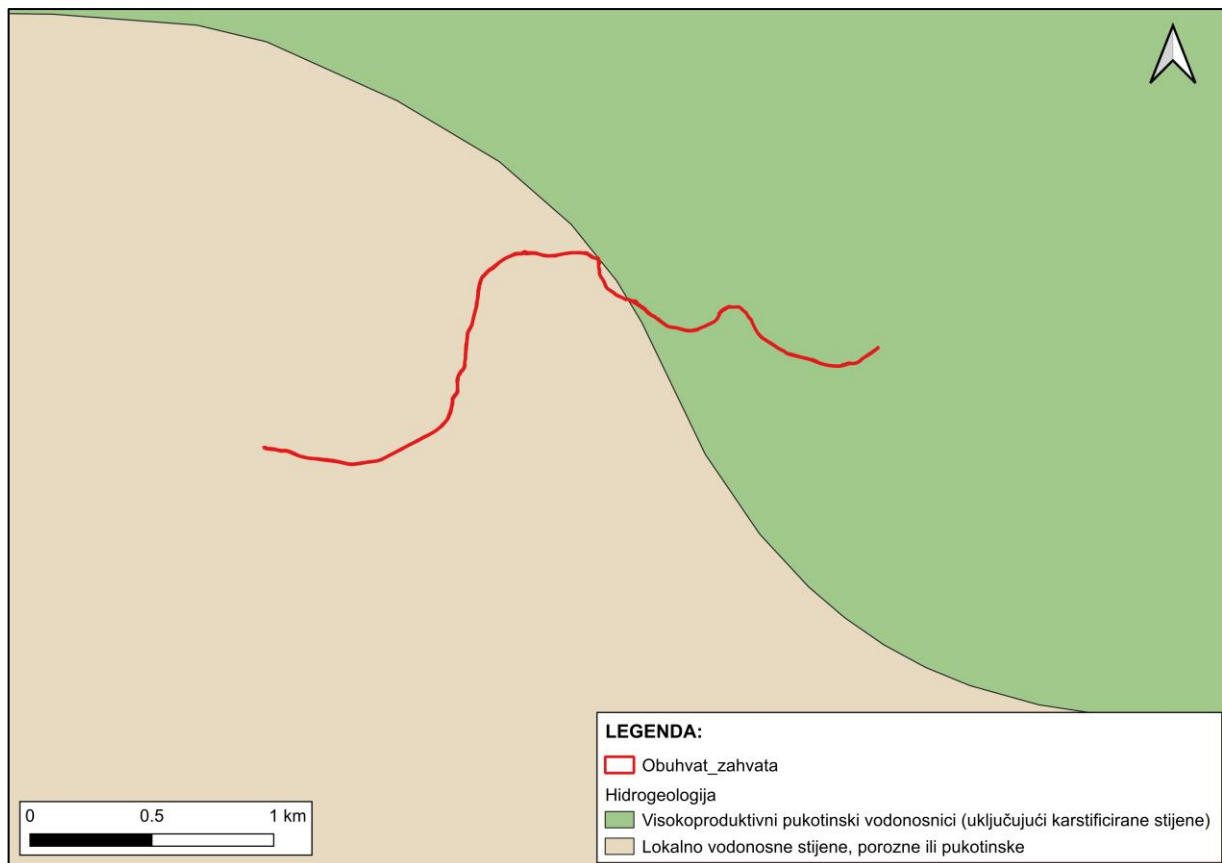 LEGENDA:
Obuhvat_zahvata
Hidrogeologija
Visokoproduktivni pukotinski vodonosnici (uključujući karstificirane stijene)
Lokalno vodonosne stijene, porozne ili pukotinske
0 0.5 1 km